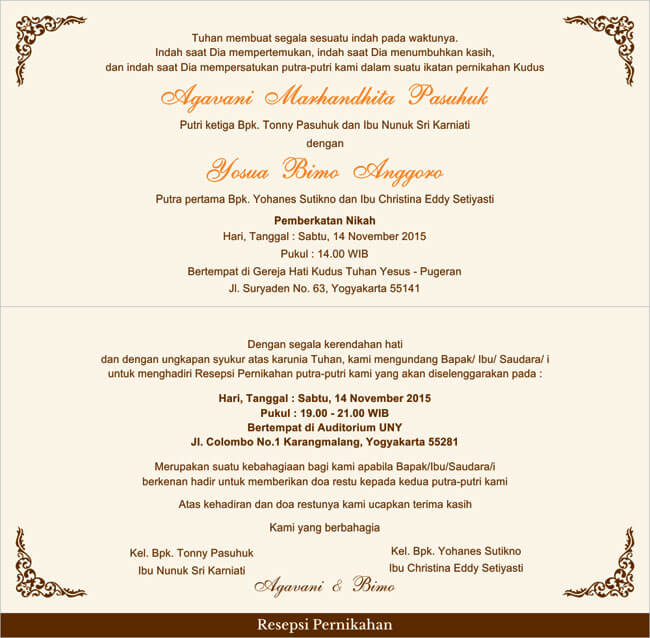 Tuhan membuat segala sesuatu indah pada waktunya.
Indah saat Dia mempertemukan, indah saat Dia menumbuhkan kasih,
dan indah saat Dia mempersatukan putra-putri kami dalam suatu ikatan pernikahan Kudus
Agavani Marhandhita Pasuhuk
Putri ketiga Bpk. Tonny Pasuhuk dan Ibu Nunuk Sri Karniati
dengan
Yosua Bimo Anggoro
Putra pertama Bpk. Yohanes Sutikno dan Ibu Christina Eddy Setiyasti
Pemberkatan Nikah
Hari, Tanggal : Sabtu, 14 November 2015
Pukul : 14.00 WIB
Bertempat di Gereja Hati Kudus Tuhan Yesus - Pugeran
Jl. Suryaden No. 63, Yogyakarta 55141
Dengan segala kerendahan hati
dan dengan ungkapan syukur atas karunia Tuhan, kami mengundang Bapak/ Ibu/ Saudara/ i
untuk menghadiri Resepsi Pernikahan putra-putri kami yang akan diselenggarakan pada :
Hari, Tanggal : Sabtu, 14 November 2015
Pukul : 19.00 - 21.00 WIB
Bertempat di Auditorium UNY
Jl. Colombo No.1 Karangmalang, Yogyakarta 55281
Merupakan suatu kebahagiaan bagi kami apabila Bapak/Ibu/Saudara/i
berkenan hadir untuk memberikan doa restu kepada kedua putra-putri kami
Atas kehadiran dan doa restunya kami ucapkan terima kasih
Kami yang berbahagia
Kel. Bpk. Tonny Pasuhuk
Ibu Nunuk Sri Karniati
Kel. Bpk. Yohanes Sutikno
Ibu Christina Eddy Setiyasti
Agavani & Bimo
Resepsi Pernikahan